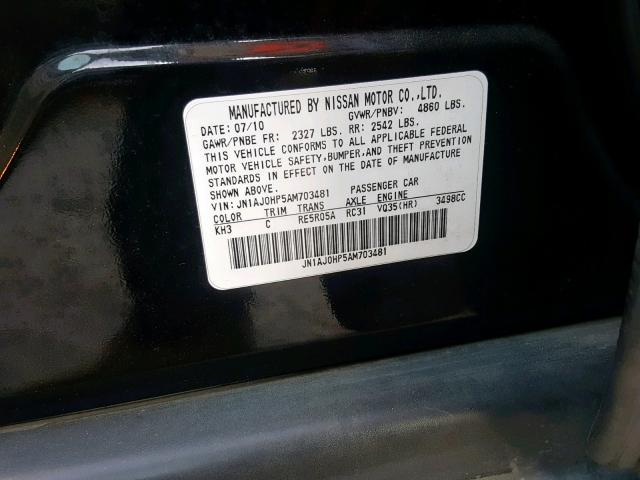 MANUFACTURED BY NISSAN MOTOR CO.,LTD.
DATE: 07/10 GVWR/PNBV: 4860 LBS.
GAWR/PNBE FR: 2327 LBS. RR: 2542 LBS.
THIS VEHICLE CONFORMS TO ALL APPLICABLE FEDERAL
MOTOR VEHICLE SAFETY, BUMPER, AND THEFT PREVENTION
STANDARDS IN EFFECT ON THE DATE OF MANUFACTURE
SHOWN ABOVE.
VIN: JN1AJ0HP5AM703481 PASSENGER CAR
COLOR TRIM TRANS AXLE ENGINE
KH3 C RE5R05A RC31 VQ35(HR) 3498CC
JN1AJ0HP5AM703481